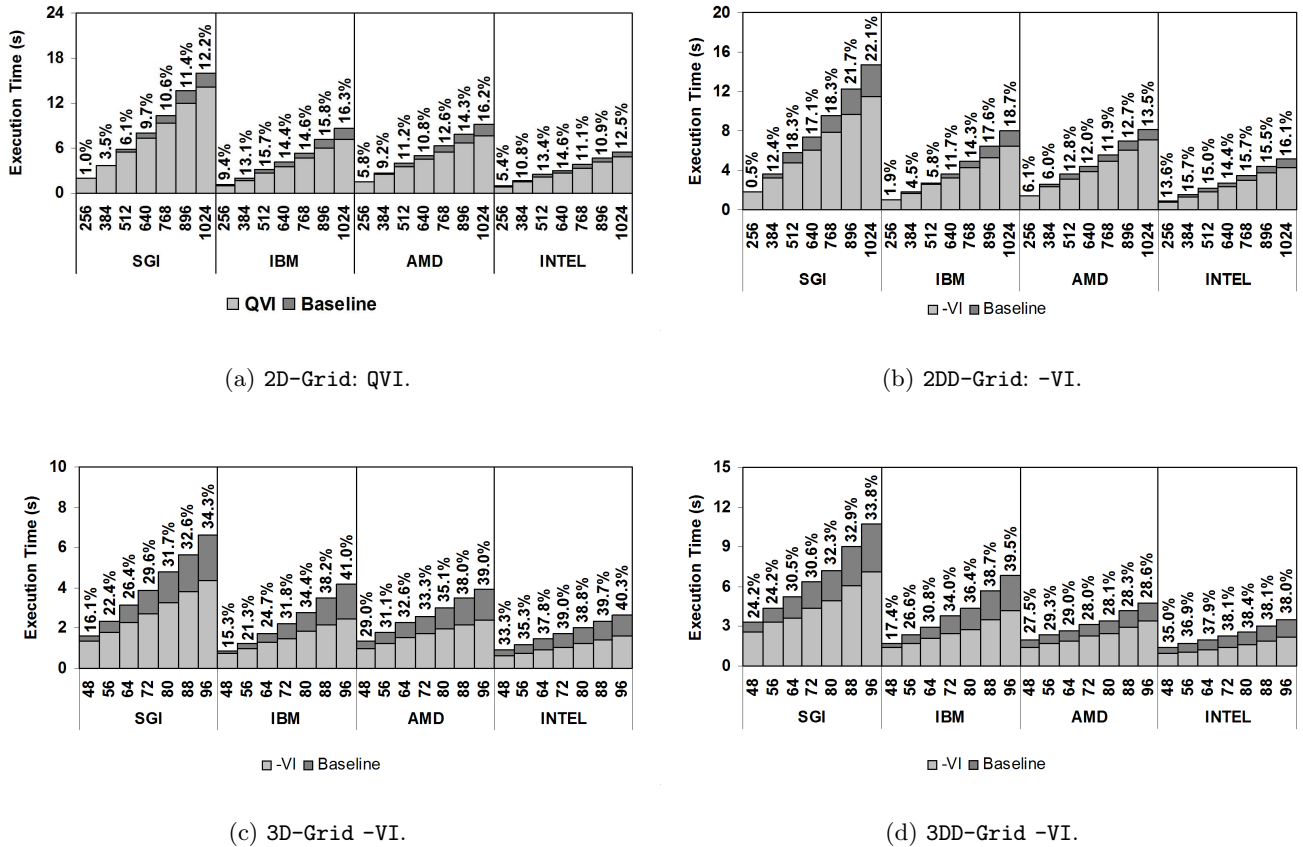 Execution Time (s)
24
18
12
6
0
1.0% 3.5% 6.1% 9.7% 10.6% 11.4% 12.2% 9.4% 13.1% 15.7% 14.4% 14.6% 15.8% 16.3% 5.8% 9.2% 11.2% 10.8% 12.6% 14.3% 16.2% 5.4% 10.8% 13.4% 14.6% 11.1% 10.9% 12.5%
256 384 512 640 768 896 1024 256 384 512 640 768 896 1024 256 384 512 640 768 896 1024 256 384 512 640 768 896 1024
SGI IBM AMD INTEL
QVI Baseline
(a) 2D-Grid: QVI.
Execution Time (s)
20
16
12
8
4
0
0.5% 12.4% 18.3% 17.1% 18.3% 21.7% 22.1% 1.9% 4.5% 5.8% 11.7% 14.3% 17.6% 18.7% 6.1% 6.0% 12.8% 12.0% 11.9% 12.7% 13.5% 13.6% 15.7% 15.0% 14.4% 15.7% 15.5% 16.1%
256 384 512 640 768 896 1024 256 384 512 640 768 896 1024 256 384 512 640 768 896 1024 256 384 512 640 768 896 1024
SGI IBM AMD INTEL
-VI Baseline
(b) 2DD-Grid: -VI.
Execution Time (s)
10
8
6
4
2
0
16.1% 22.4% 26.4% 29.6% 31.7% 32.6% 34.3% 15.3% 21.3% 24.7% 31.8% 34.4% 38.2% 41.0% 29.0% 31.1% 32.6% 33.3% 35.1% 38.0% 39.0% 33.3% 35.3% 37.8% 39.0% 38.8% 39.7% 40.3%
48 56 64 72 80 88 96 48 56 64 72 80 88 96 48 56 64 72 80 88 96 48 56 64 72 80 88 96
SGI IBM AMD INTEL
-VI Baseline
(c) 3D-Grid -VI.
Execution Time (s)
15
12
9
6
3
0
24.2% 24.2% 30.5% 30.6% 32.3% 32.9% 33.8% 17.4% 26.6% 30.8% 34.0% 36.4% 38.7% 39.5% 27.5% 29.3% 29.0% 28.0% 28.1% 28.3% 28.6% 35.0% 36.9% 37.9% 38.1% 38.4% 38.1% 38.0%
48 56 64 72 80 88 96 48 56 64 72 80 88 96 48 56 64 72 80 88 96 48 56 64 72 80 88 96
SGI IBM AMD INTEL
-VI Baseline
(d) 3DD-Grid -VI.